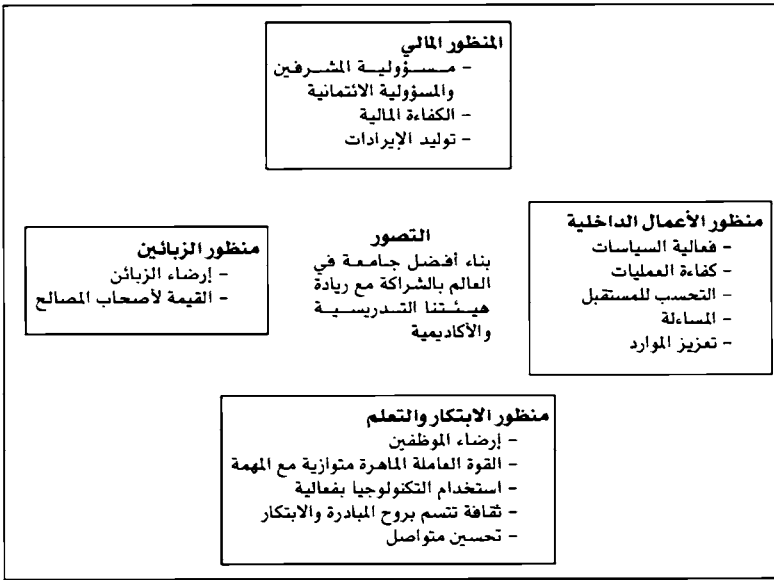 المنظور المالي
- مسؤولية المشرفين
والمسؤولية الائتمانية
- الكفاءة المالية
- توليد الإيرادات
منظور الأعمال الداخلية
- فعالية السياسات
- كفاءة العمليات
- التحسب للمستقبل
- المساءلة
- تعزيز الموارد
التصور
بناء أفضل جامعة في
العالم بالشراكة مع ريادة
هيئتنا التدريسية
والأكاديمية
منظور الزبائين
- إرضاء الزبائن
- القيمة لأصحاب المصالح
منظور الابتكار والتعلم
- إرضاء الموظفين
- القوة العاملة الماهرة متوازية مع المهمة
- استخدام التكنولوجيا بفعالية
- ثقافة تتسم بروح المبادرة والابتكار
- تحسين متواصل